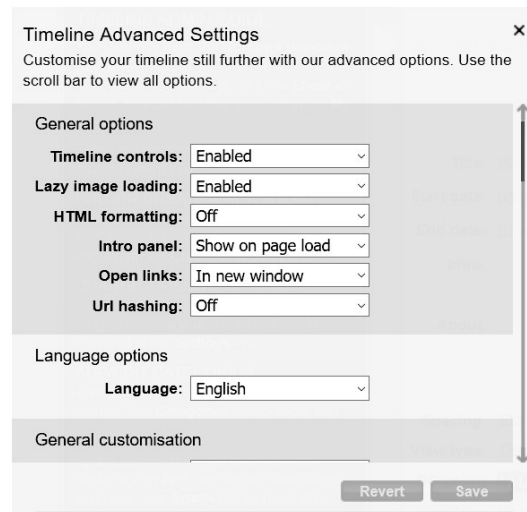 Timeline Advanced Settings
Customise your timeline still further with our advanced options. Use the
scroll bar to view all options.
General options
Timeline controls: Enabled
Lazy image loading: Enabled
HTML formatting: Off
Intro panel: Show on page load
Open links: In new window
Url hashing: Off
Language options
Language: English
General customisation
Revert Save